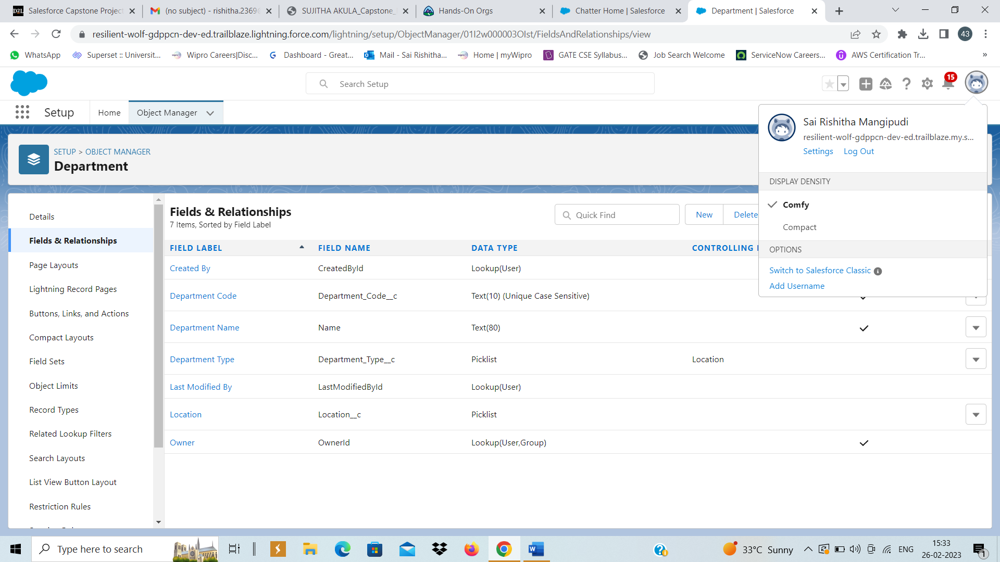 Salesforce Capstone Project
(no subject) - rishitha.2369
SUJITHA AKULA_Capstone_
Hands-On Orgs
Chatter Home | Salesforce
Department | Salesforce
resilient-wolf-gdppcn-dev-ed.trailblaze.lightning.force.com/lightning/setup/ObjectManager/01I2w000003OIst/FieldsAndRelationships/view
43
WhatsApp
Superset :: Universit...
Wipro Careers|Disc...
Dashboard - Great...
Mail - Sai Rishitha...
Home | myWipro
GATE CSE Syllabus...
Job Search Welcome
ServiceNow Careers...
AWS Certification Tr...
»
Search Setup
15
Setup
Home
Object Manager
Sai Rishitha Mangipudi
resilient-wolf-gdppcn-dev-ed.trailblaze.my.s...
Settings Log Out
DISPLAY DENSITY
Comfy
Compact
OPTIONS
Switch to Salesforce Classic
Add Username
SETUP > OBJECT MANAGER
Department
Details
Fields & Relationships
Page Layouts
Lightning Record Pages
Buttons, Links, and Actions
Compact Layouts
Field Sets
Object Limits
Record Types
Related Lookup Filters
Search Layouts
List View Button Layout
Restriction Rules
Fields & Relationships
7 Items, Sorted by Field Label
Quick Find
New
Delete
FIELD LABEL FIELD NAME DATA TYPE CONTROLLING
Created By CreatedById Lookup(User)
Department Code Department_Code__c Text(10) (Unique Case Sensitive)
Department Name Name Text(80)
Department Type Department_Type__c Picklist Location
Last Modified By LastModifiedById Lookup(User)
Location Location__c Picklist
Owner OwnerId Lookup(User,Group)
Type here to search
33°C Sunny
ENG
15:33
26-02-2023
1